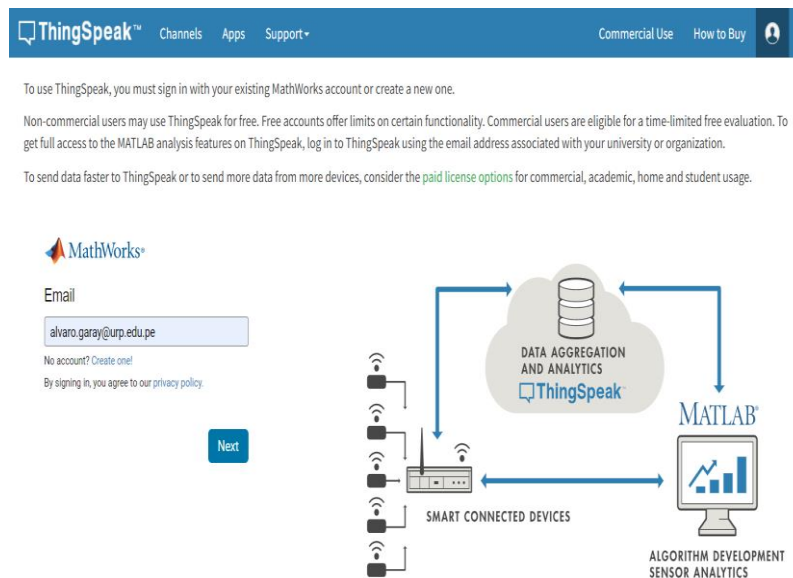 ThingSpeak™ Channels Apps Support Commercial Use How to Buy
To use ThingSpeak, you must sign in with your existing MathWorks account or create a new one.
Non-commercial users may use ThingSpeak for free. Free accounts offer limits on certain functionality. Commercial users are eligible for a time-limited free evaluation. To
get full access to the MATLAB analysis features on ThingSpeak, log in to ThingSpeak using the email address associated with your university or organization.
To send data faster to ThingSpeak or to send more data from more devices, consider the paid license options for commercial, academic, home and student usage.
MathWorks®
Email
alvaro.garay@urp.edu.pe
No account? Create one!
By signing in, you agree to our privacy policy.
Next
DATA AGGREGATION
AND ANALYTICS
ThingSpeak™
MATLAB®
SMART CONNECTED DEVICES
ALGORITHM DEVELOPMENT
SENSOR ANALYTICS